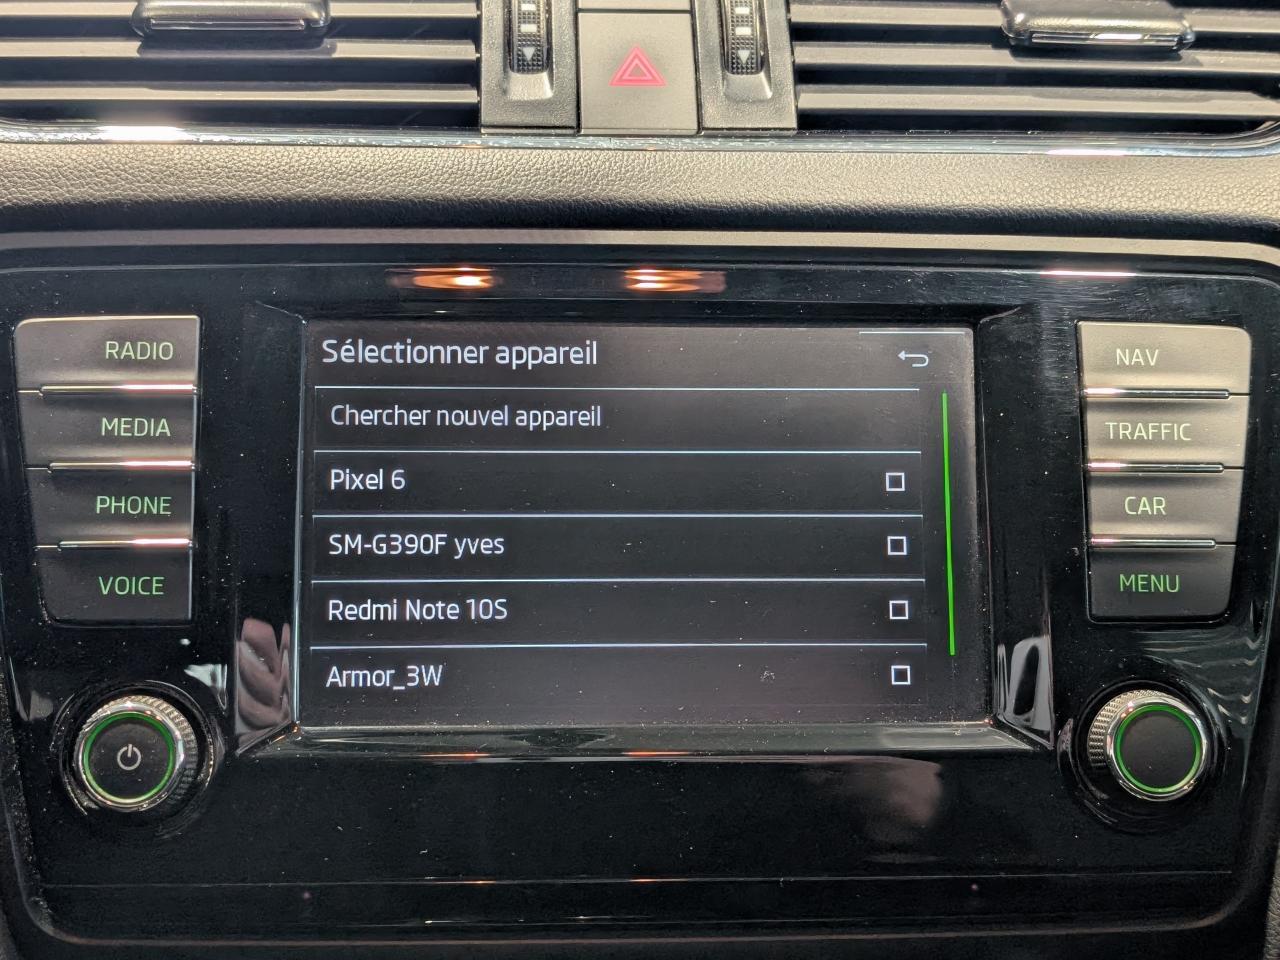 RADIO
MEDIA
PHONE
VOICE
Sélectionner appareil
Chercher nouvel appareil
Pixel 6
SM-G390F yves
Redmi Note 10S
Armor_3W
NAV
TRAFFIC
CAR
MENU